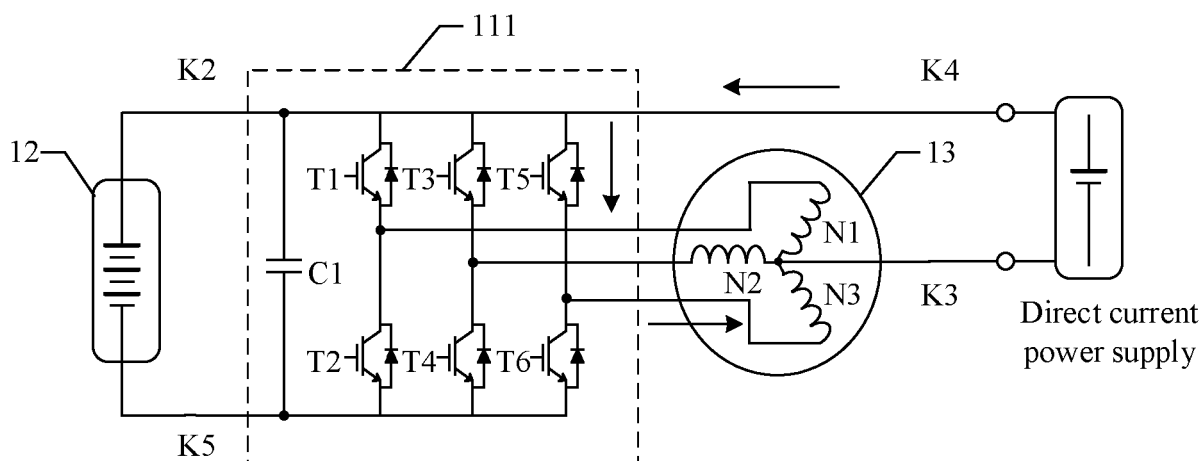 111
K2
K4
12
13
T1
T3
T5
N1
C1
N2
N3
K3
T2
T4
T6
Direct current
power supply
K5